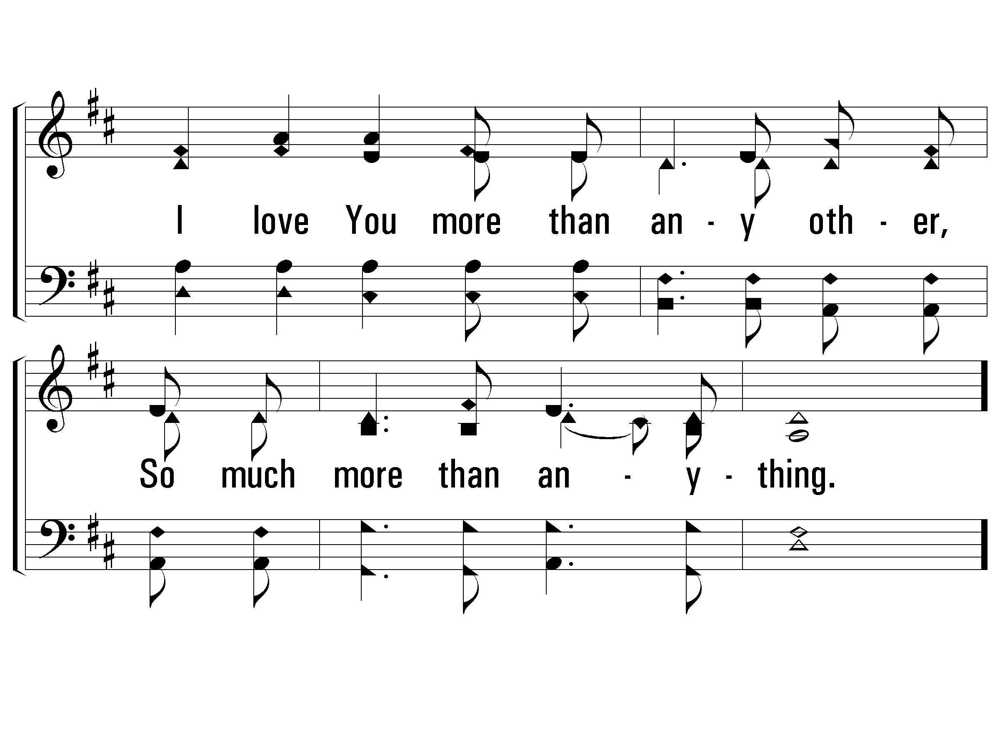 I love You more than an - y oth - er,
So much more than an - y - thing.